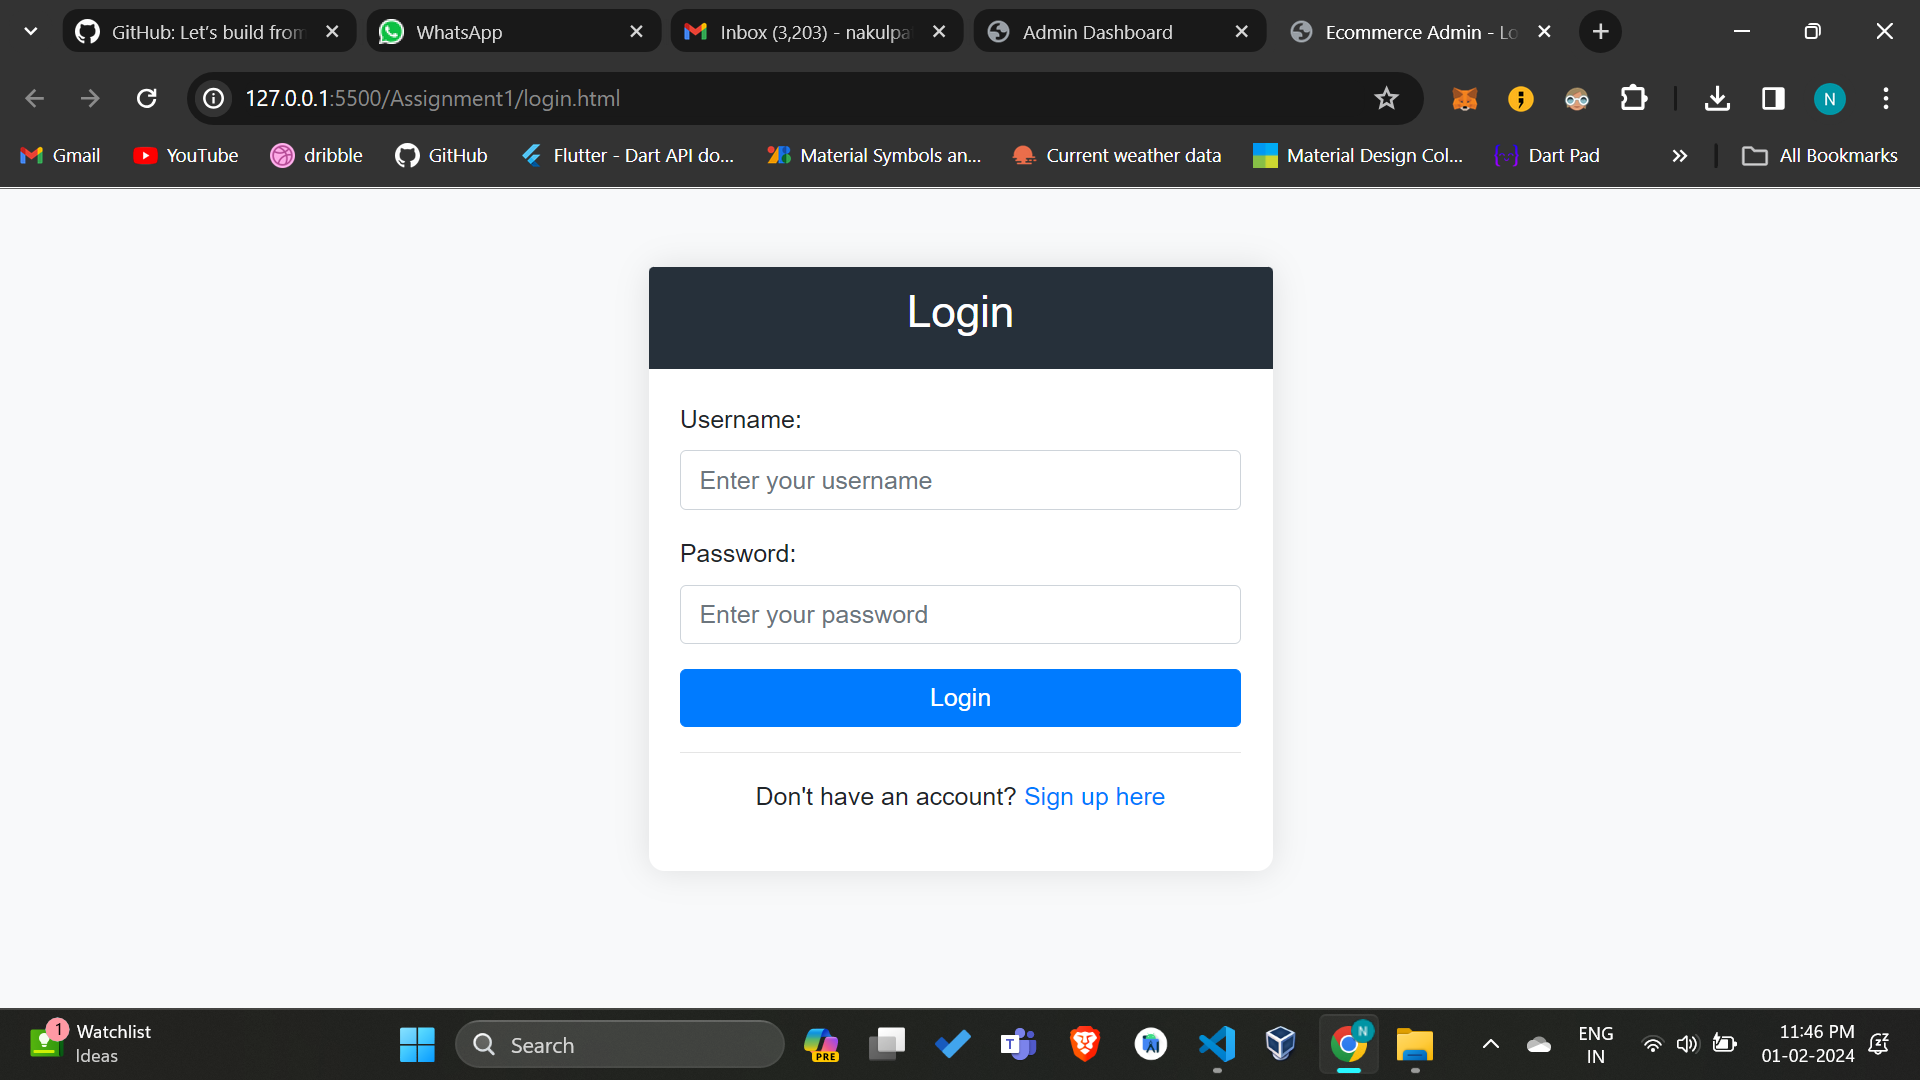 GitHub: Let's build from
WhatsApp
Inbox (3,203) - nakulpa
Admin Dashboard
Ecommerce Admin - Lo
127.0.0.1:5500/Assignment1/login.html
N
Gmail
YouTube
dribble
GitHub
Flutter - Dart API do...
Material Symbols an...
Current weather data
Material Design Col...
Dart Pad
All Bookmarks
Login
Username:
Enter your username
Password:
Enter your password
Login
Don't have an account? Sign up here
1
Watchlist
Ideas
Search
PRE
T
N
ENG
IN
11:46 PM
01-02-2024